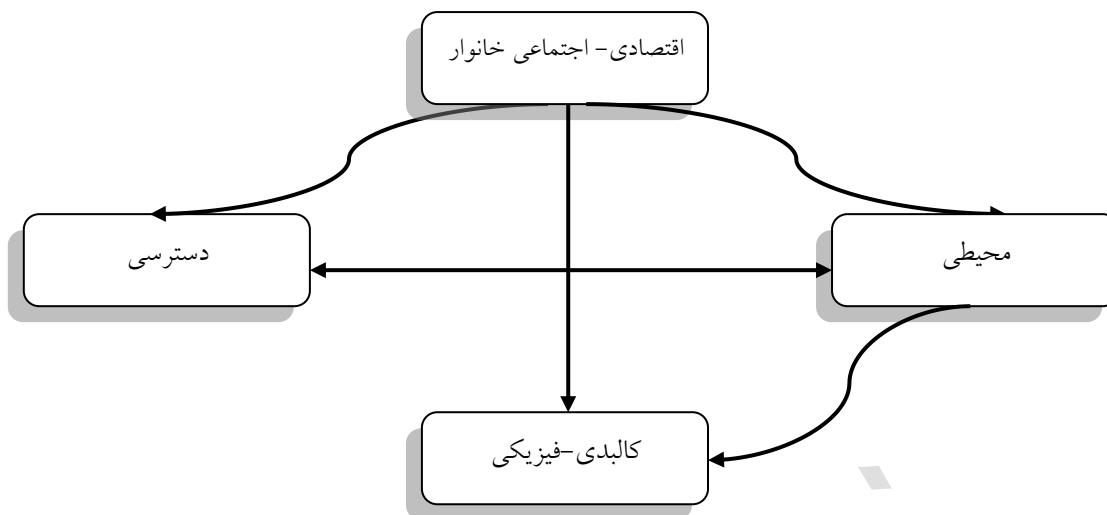 اقتصادی- اجتماعی خانوار
محیطی
دسترسی
کالبدی-فیزیکی